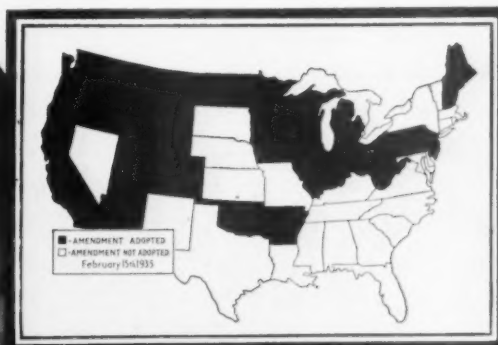 -AMENDMENT ADOPTED
-AMENDMENT NOT ADOPTED
February 15th 1935